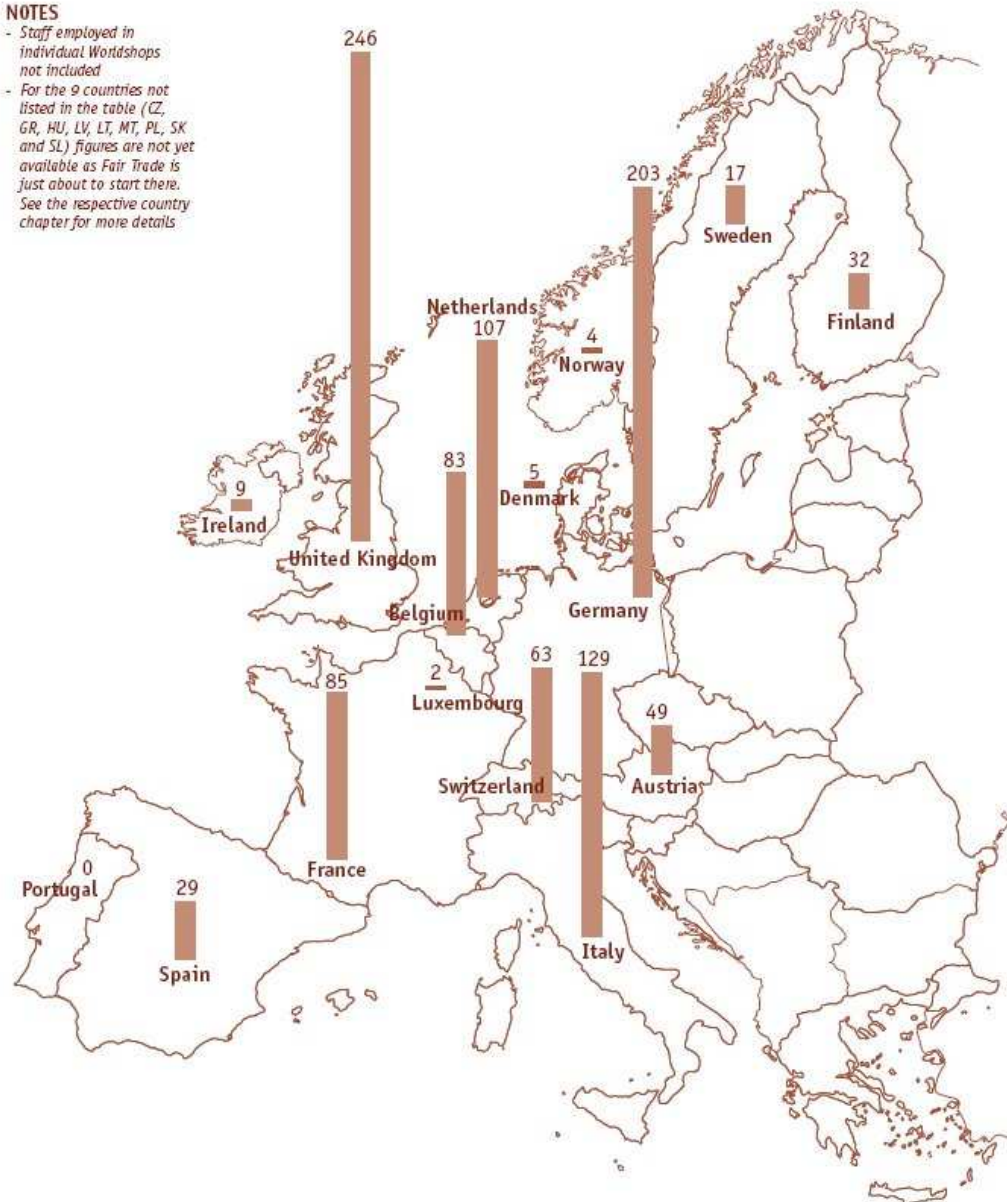 NOTES
- Staff employed in
individual Worldshops
not included
- For the 9 countries not
listed in the table (CZ,
GR, HU, LV, LT, MT, PL, SK
and SL) figures are not yet
available as Fair Trade is
just about to start there.
See the respective country
chapter for more details
246
United Kingdom
203
Germany
17
Sweden
32
Finland
Netherlands
107
4
Norway
83
Belgium
5
Denmark
9
Ireland
85
France
2
Luxembourg
63
Switzerland
129
Italy
49
Austria
0
Portugal
29
Spain